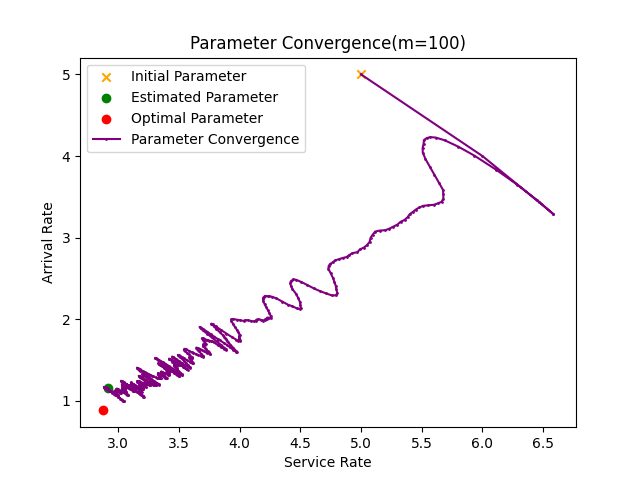 Parameter Convergence(m=100)
Initial Parameter
Estimated Parameter
Optimal Parameter
Parameter Convergence
Arrival Rate
5
4
3
2
1
3.0 3.5 4.0 4.5 5.0 5.5 6.0 6.5
Service Rate